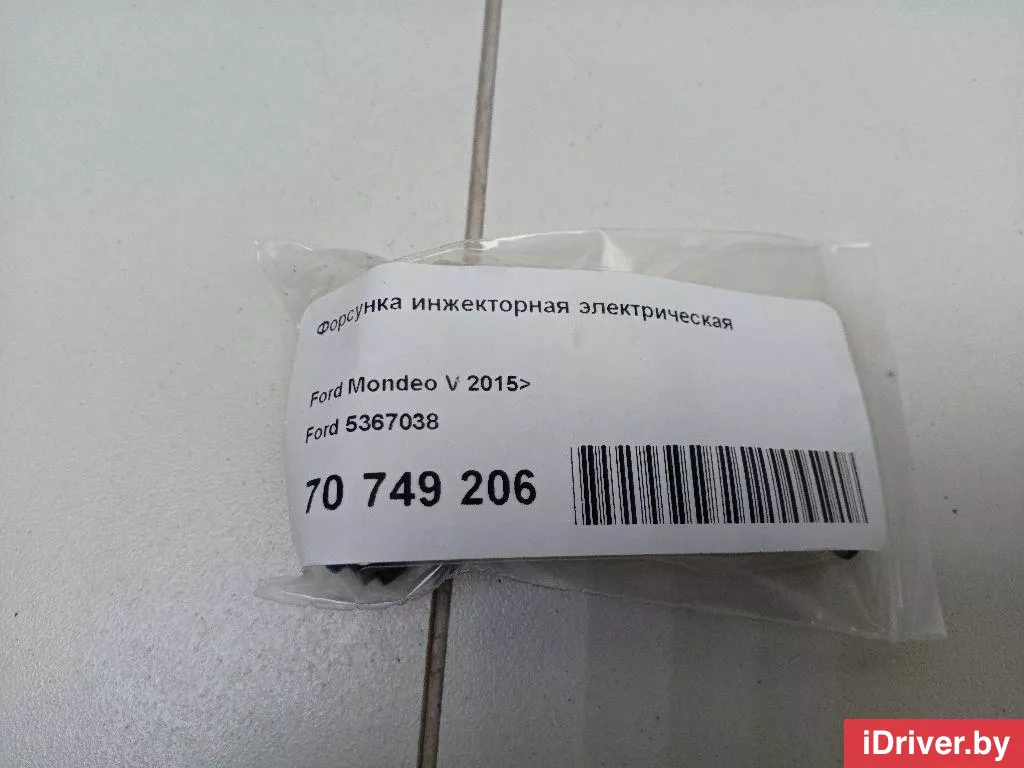 Форсунка инжекторная электрическая
Ford Mondeo V 2015>
Ford 5367038
70 749 206
iDriver.by